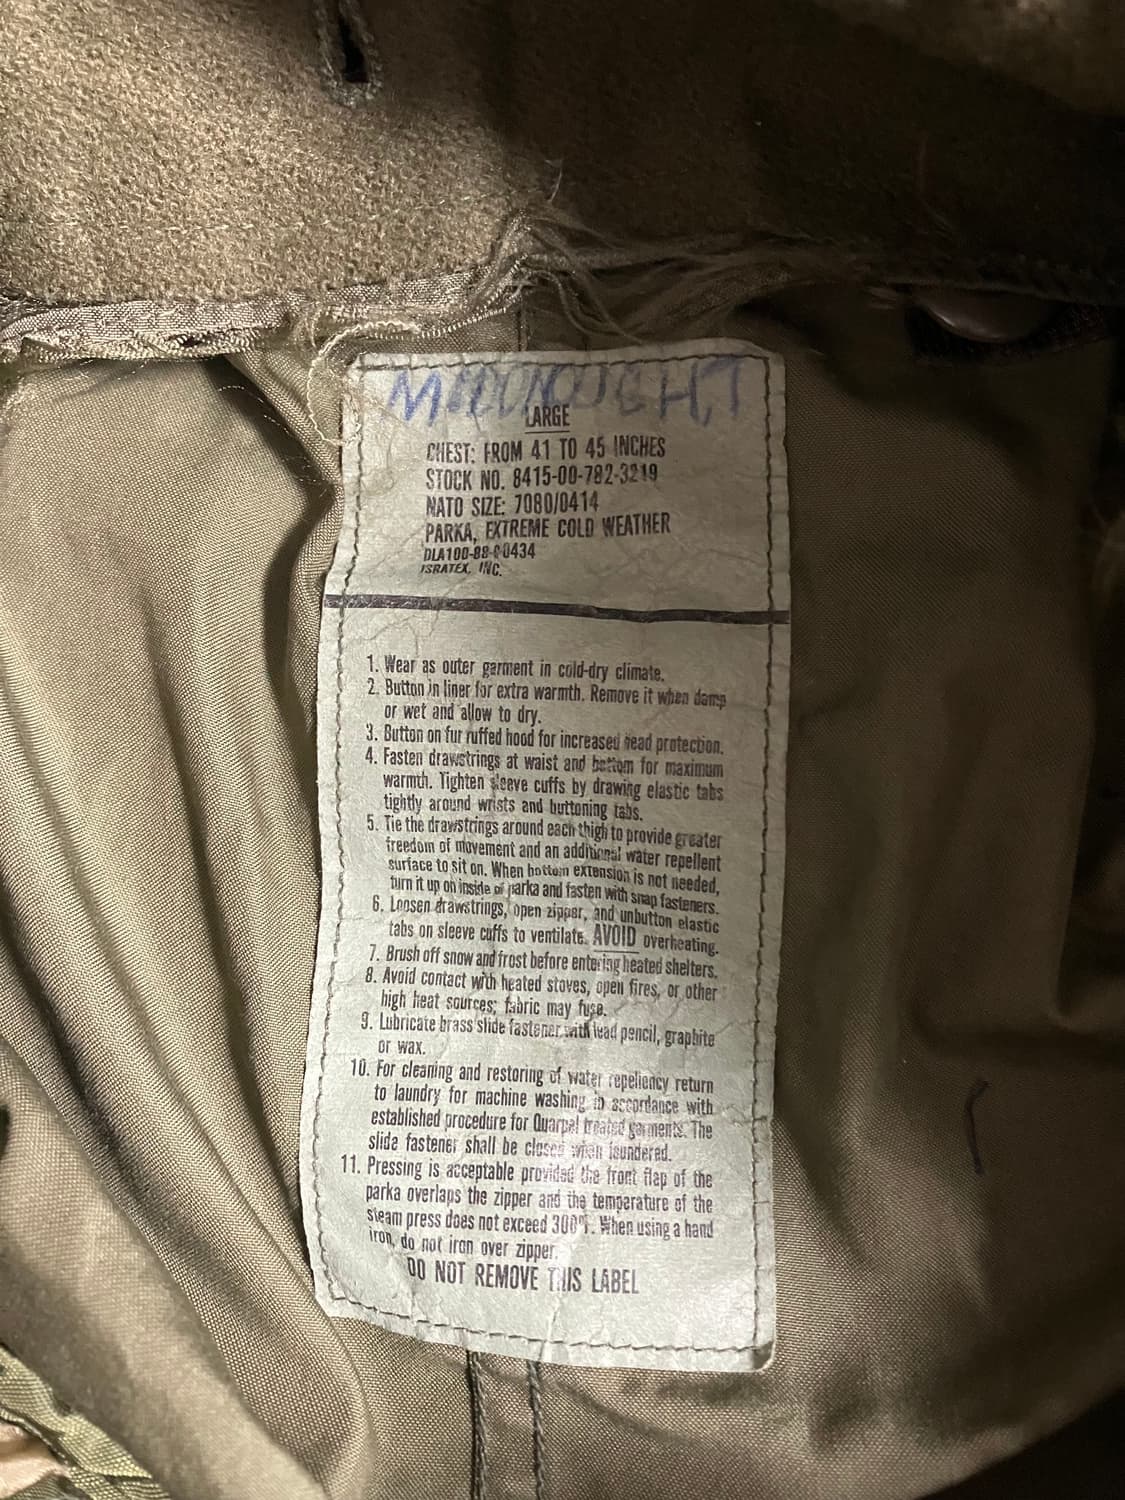 LARGE
CHEST: FROM 41 TO 45 INCHES
STOCK NO. 8415-00-782-3219
NATO SIZE: 7080/0414
PARKA, EXTREME COLD WEATHER
ISRATEX, INC.
1. Wear as outer garment in cold-dry climate.
2. Button in liner for extra warmth. Remove it when damp
or wet and allow to dry.
3. Button on fur ruffed hood for increased head protection.
4. Fasten drawstrings at waist and bottom for maximum
warmth. Tighten sleeve cuffs by drawing elastic tabs
tightly around wrists and buttoning tabs.
5. Tie the drawstrings around each thigh to provide greater
freedom of movement and an additional water repellent
surface to sit on. When bottom extension is not needed,
turn it up on inside of parka and fasten with snap fasteners.
6. Loosen drawstrings, open zipper, and unbutton elastic
tabs on sleeve cuffs to ventilate. AVOID overheating.
7. Brush off snow and frost before entering heated shelters.
8. Avoid contact with heated stoves, open fires, or other
high heat sources; fabric may fuse.
9. Lubricate brass slide fastener with lead pencil, graphite
or wax.
10. For cleaning and restoring of water repellency return
to laundry for machine washing in accordance with
established procedure for Quarpel treated garments. The
slide fastener shall be closed when laundered.
11. Pressing is acceptable provided the front flap of the
parka overlaps the zipper and the temperature of the
steam press does not exceed 300°F. When using a hand
iron, do not iron over zipper.
DO NOT REMOVE THIS LABEL